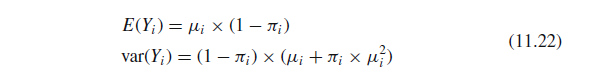 E(Yᵢ) = μᵢ × (1 − πᵢ)
var(Yᵢ) = (1 − πᵢ) × (μᵢ + πᵢ × μᵢ²)
(11.22)